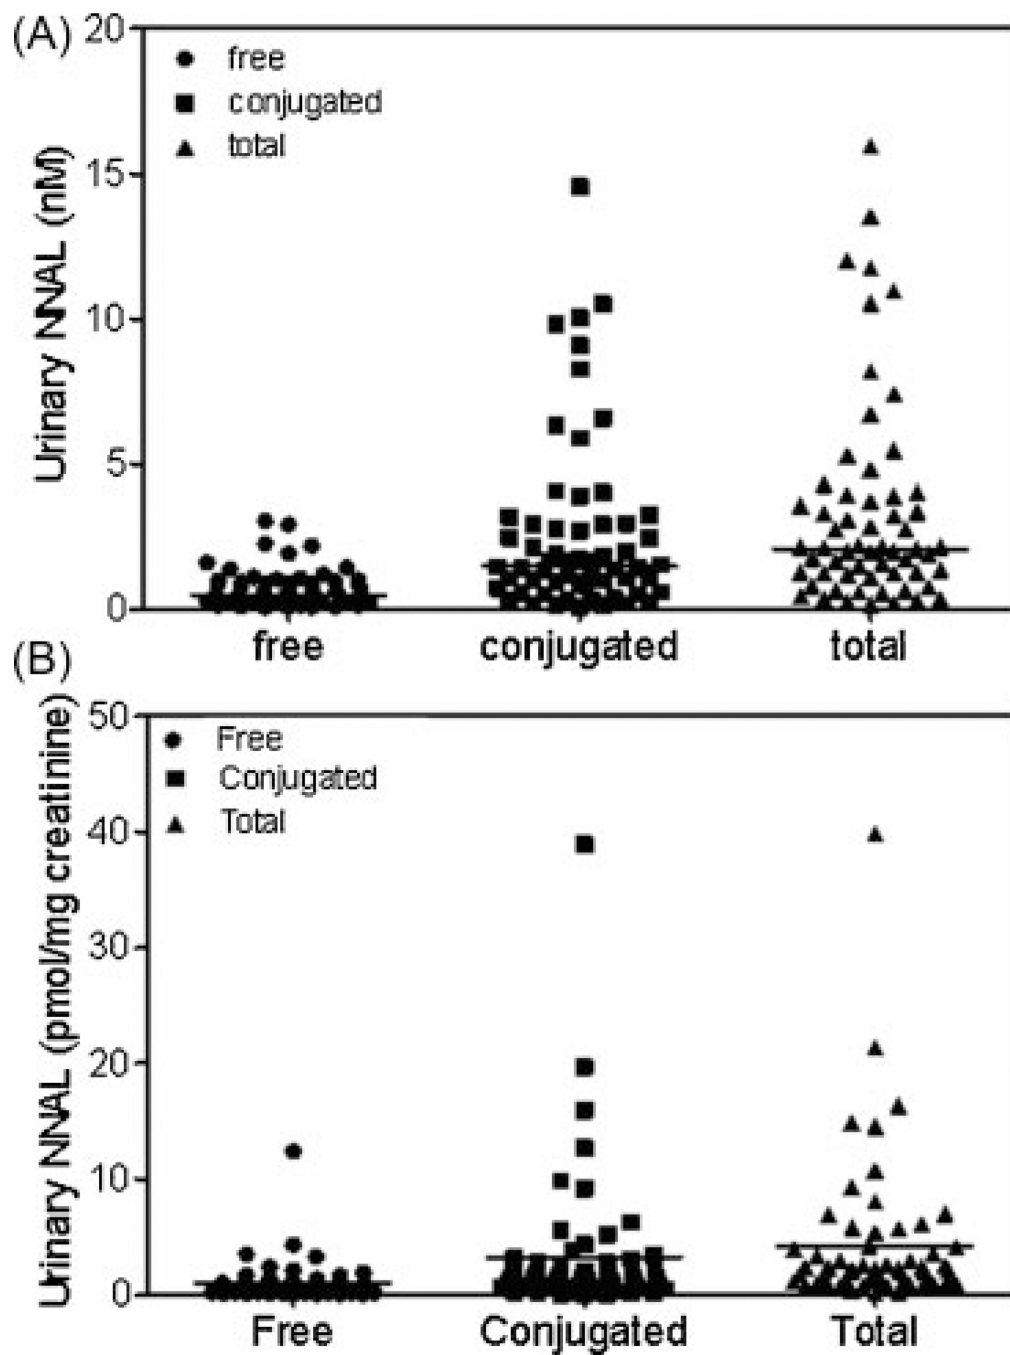 (A)
20
free
conjugated
total
15
10
5
0
Urinary NNAL (nM)
free conjugated total
(B)
50
Free
Conjugated
Total
40
30
20
10
0
Urinary NNAL (pmol/mg creatinine)
Free Conjugated Total